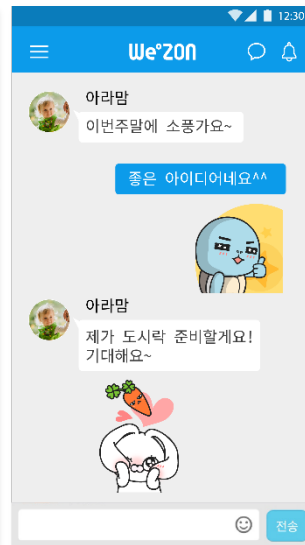 12:30
We°ZON
아라맘
이번주말에 소풍가요~
좋은 아이디어네요^^
아라맘
제가 도시락 준비할게요!
기대해요~
전송